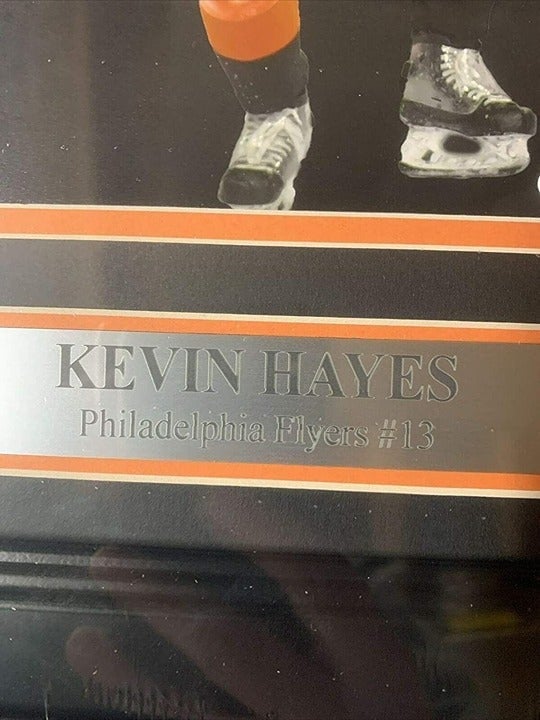 KEVIN HAYES
Philadelphia Flyers #13